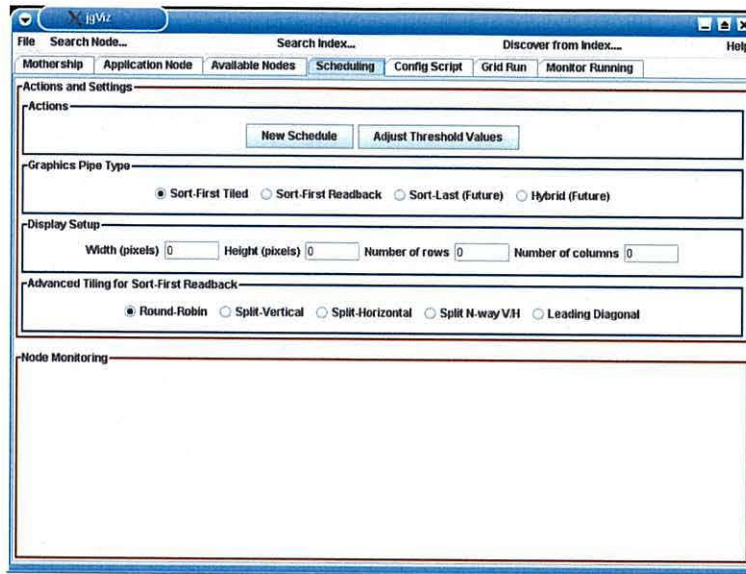 jgViz
File Search Node... Search Index... Discover from Index.... Help
Mothership Application Node Available Nodes Scheduling Config Script Grid Run Monitor Running
Actions and Settings
Actions
New Schedule Adjust Threshold Values
Graphics Pipe Type
Sort-First Tiled Sort-First Readback Sort-Last (Future) Hybrid (Future)
Display Setup
Width (pixels) 0 Height (pixels) 0 Number of rows 0 Number of columns 0
Advanced Tiling for Sort-First Readback
Round-Robin Split-Vertical Split-Horizontal Split N-way V/H Leading Diagonal
Node Monitoring